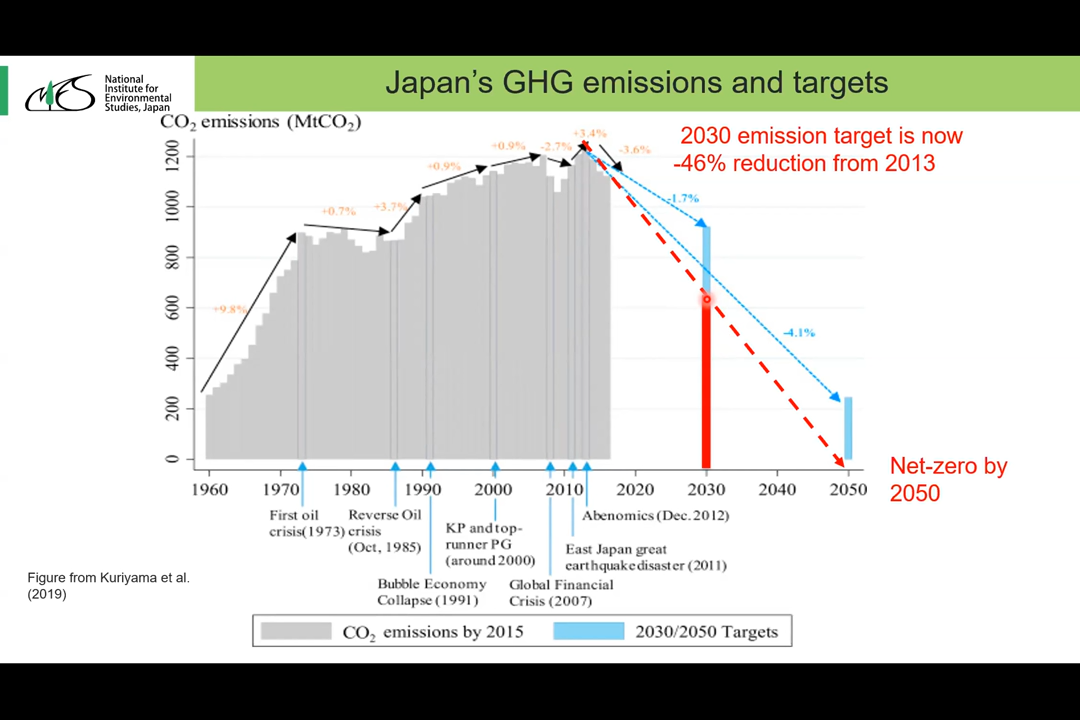 Japan's GHG emissions and targets
National
Institute for
Environmental
Studies, Japan
NIES
CO2 emissions (MtCO2)
2030 emission target is now
-46% reduction from 2013
+9.8%
+0.7%
+3.7%
+0.9%
+0.9%
-2.7%
+3.4%
-3.6%
-1.7%
-4.1%
1200
1000
800
600
400
200
0
1960 1970 1980 1990 2000 2010 2020 2030 2040 2050
Net-zero by
2050
First oil
crisis(1973)
Reverse Oil
crisis
(Oct, 1985)
Bubble Economy
Collapse (1991)
KP and top-
runner PG
(around 2000)
Global Financial
Crisis (2007)
East Japan great
earthquake disaster (2011)
Abenomics (Dec. 2012)
Figure from Kuriyama et al.
(2019)
CO2 emissions by 2015
2030/2050 Targets